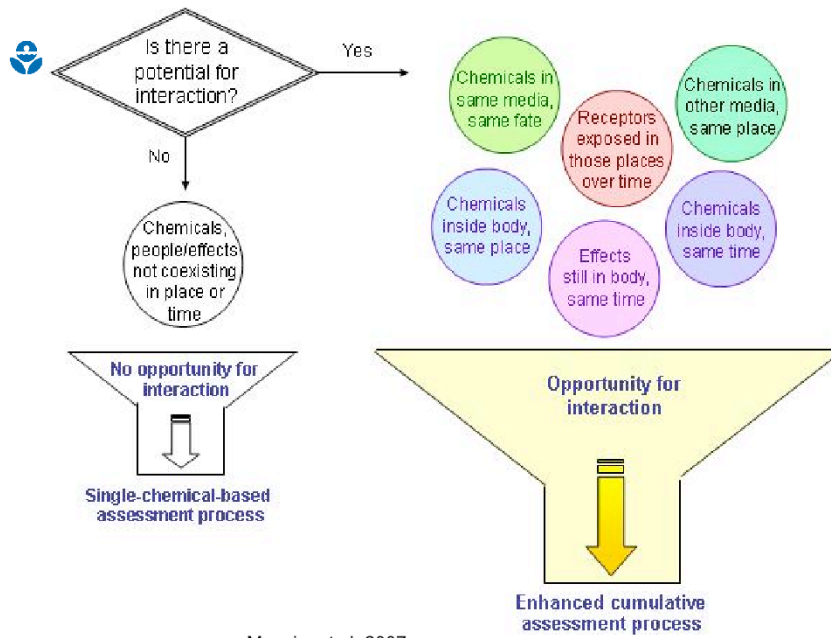 Is there a
potential for
interaction?
Yes
No
Chemicals in
same media,
same fate
Receptors
exposed in
those places
over time
Chemicals in
other media,
same place
Chemicals
inside body,
same place
Effects
still in body,
same time
Chemicals
inside body,
same time
Chemicals,
people/effects
not coexisting
in place or
time
No opportunity for
interaction
Single-chemical-based
assessment process
Opportunity for
interaction
Enhanced cumulative
assessment process